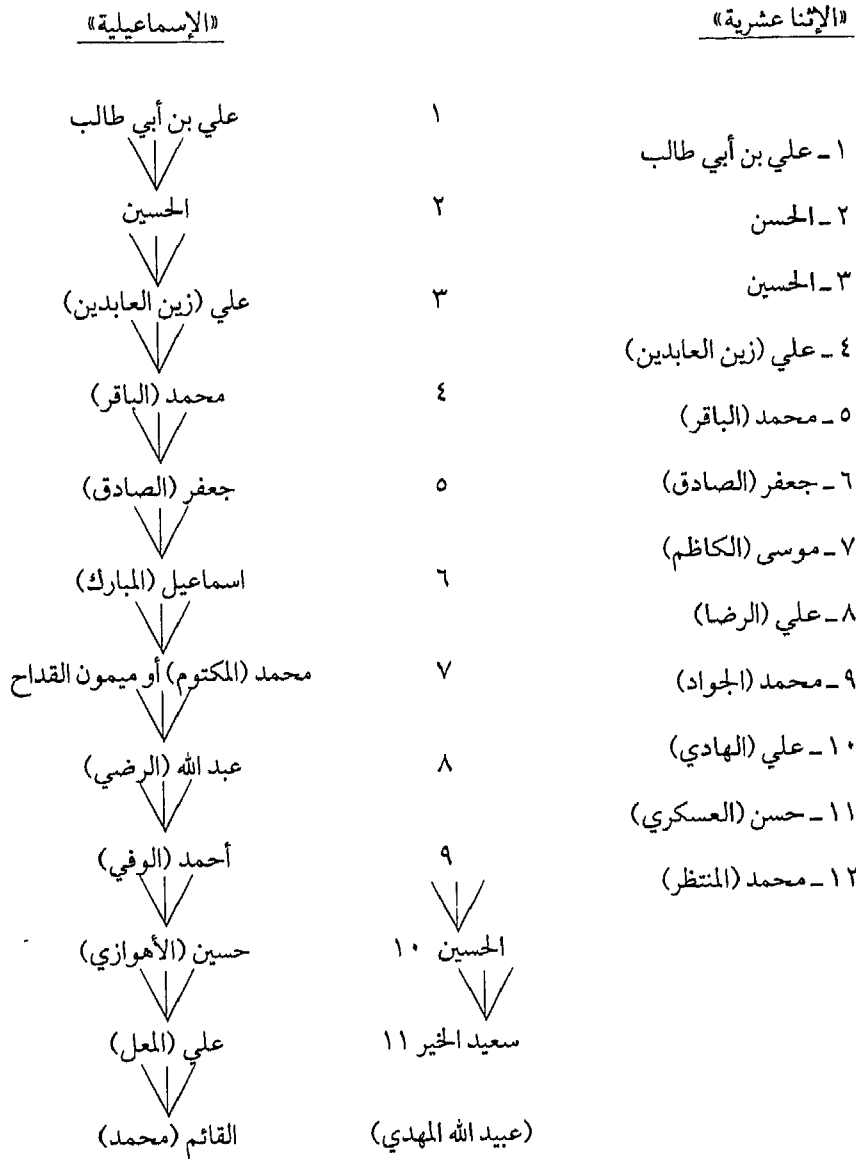 «الإثنا عشرية»
١ ـ علي بن أبي طالب
٢ ـ الحسن
٣ ـ الحسين
٤ ـ علي (زين العابدين)
٥ ـ محمد (الباقر)
٦ ـ جعفر (الصادق)
٧ ـ موسى (الكاظم)
٨ ـ علي (الرضا)
٩ ـ محمد (الجواد)
١٠ ـ علي (الهادي)
١١ ـ حسن (العسكري)
١٢ ـ محمد (المنتظر)
«الإسماعيلية»
١ علي بن أبي طالب
٢ الحسين
٣ علي (زين العابدين)
٤ محمد (الباقر)
٥ جعفر (الصادق)
٦ اسماعيل (المبارك)
٧ محمد (المكتوم) أو ميمون القداح
٨ عبد الله (الرضي)
٩ أحمد (الوفي)
الحسين ١٠ حسين (الأهوازي)
سعيد الخير ١١ علي (المعل)
(عبيد الله المهدي) القائم (محمد)